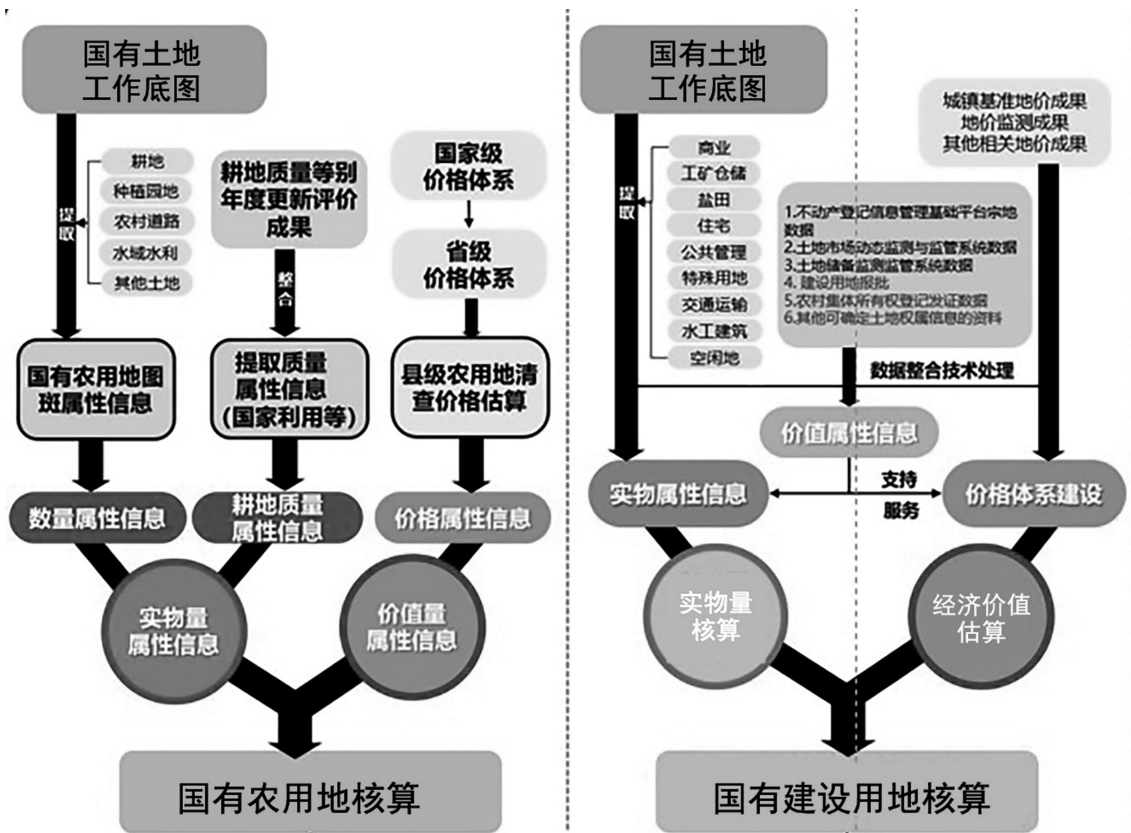 国有土地
工作底图
提取
耕地
种植园地
农村道路
水域水利
其他土地
耕地质量等别
年度更新评价
成果
整合
国家级
价格体系
省级
价格体系
国有农用地图
斑属性信息
提取质量
属性信息
(国家利用等)
县级农用地清
查价格估算
数量属性信息
耕地质量
属性信息
价格属性信息
实物量
属性信息
价值量
属性信息
国有农用地核算
国有土地
工作底图
提取
商业
工矿仓储
盐田
住宅
公共管理
特殊用地
交通运输
水工建筑
空闲地
城镇基准地价成果
地价监测成果
其他相关地价成果
1.不动产登记信息管理基础平台宗地
数据
2.土地市场动态监测与监管系统数据
3.土地储备监测监管系统数据
4. 建设用地报批
5.农村集体所有权登记发证数据
6.其他可确定土地权属信息的资料
数据整合技术处理
价值属性信息
实物属性信息
支持
服务
价格体系建设
实物量
核算
经济价值
估算
国有建设用地核算